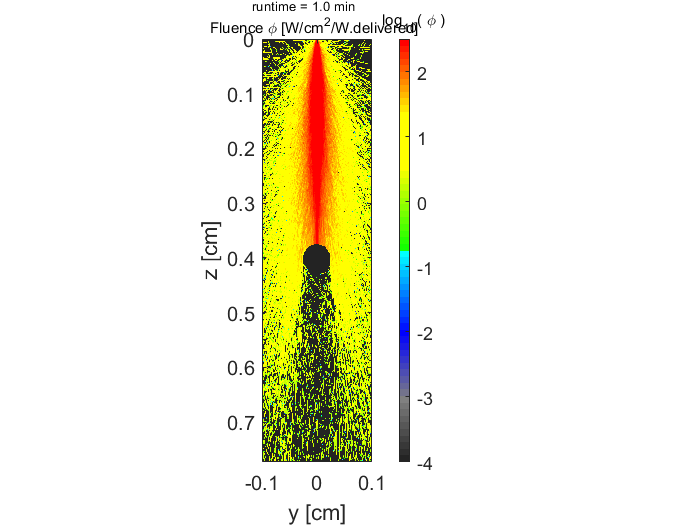 runtime = 1.0 min
Fluence ϕ [W/cm2/W.delivered]
log10( ϕ )
0
0.1
0.2
0.3
0.4
0.5
0.6
0.7
z [cm]
-0.1 0 0.1
y [cm]
2
1
0
-1
-2
-3
-4